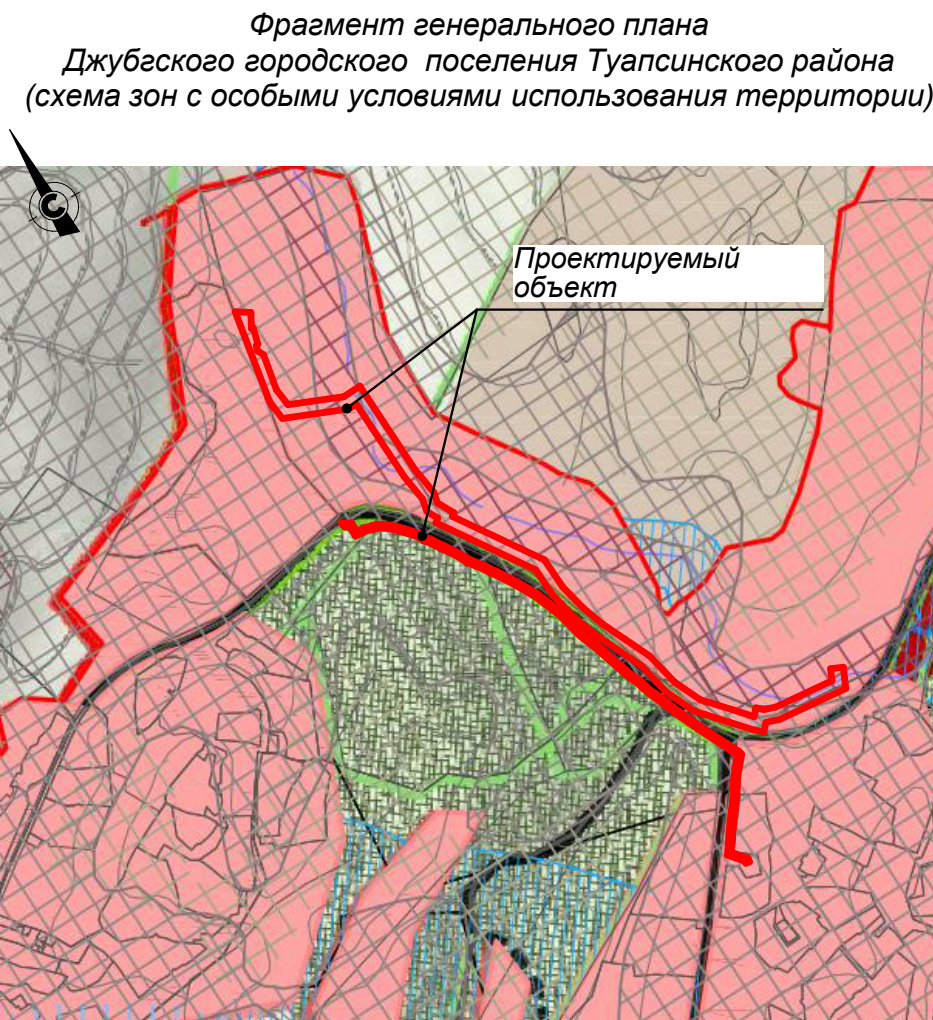 Фрагмент генерального плана
Джубгского городского поселения Туапсинского района
(схема зон с особыми условиями использования территории)
С
Проектируемый
объект